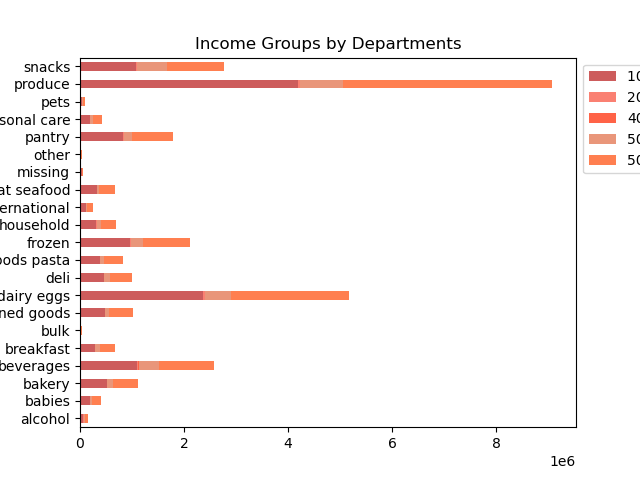 Income Groups by Departments
snacks
produce
pets
sonal care
pantry
other
missing
at seafood
ernational
household
frozen
oods pasta
deli
dairy eggs
ned goods
bulk
breakfast
beverages
bakery
babies
alcohol
0 2 4 6 8
1e6
10
20
40
50
50